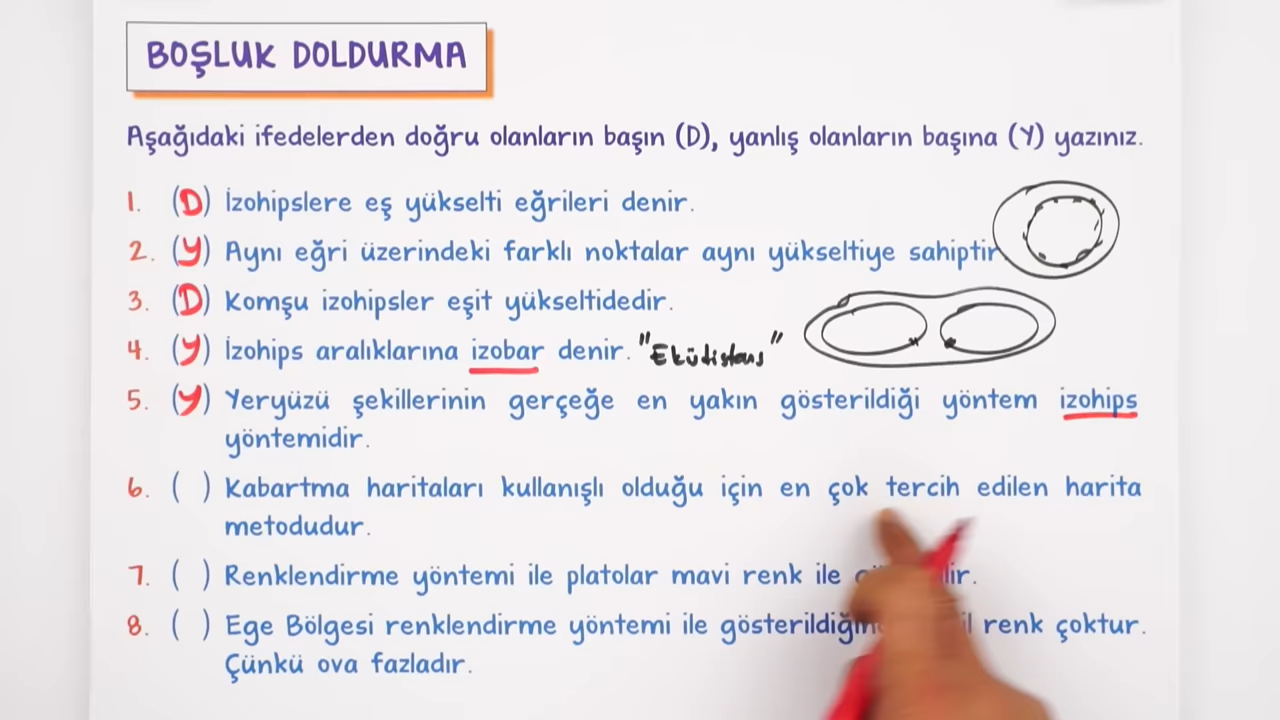 BOŞLUK DOLDURMA
Aşağıdaki ifedelerden doğru olanların başın (D), yanlış olanların başına (Y) yazınız.
1. (D) İzohipslere eş yükselti eğrileri denir.
2. (Y) Aynı eğri üzerindeki farklı noktalar aynı yükseltiye sahiptir
3. (D) Komşu izohipsler eşit yükseltidedir.
4. (Y) İzohips aralıklarına izobar denir. "Eküdistans"
5. (Y) Yeryüzü şekillerinin gerçeğe en yakın gösterildiği yöntem izohips
yöntemidir.
6. ( ) Kabartma haritaları kullanışlı olduğu için en çok tercih edilen harita
metodudur.
7. ( ) Renklendirme yöntemi ile platolar mavi renk ile
8. ( ) Ege Bölgesi renklendirme yöntemi ile renk çoktur.
Çünkü ova fazladır.